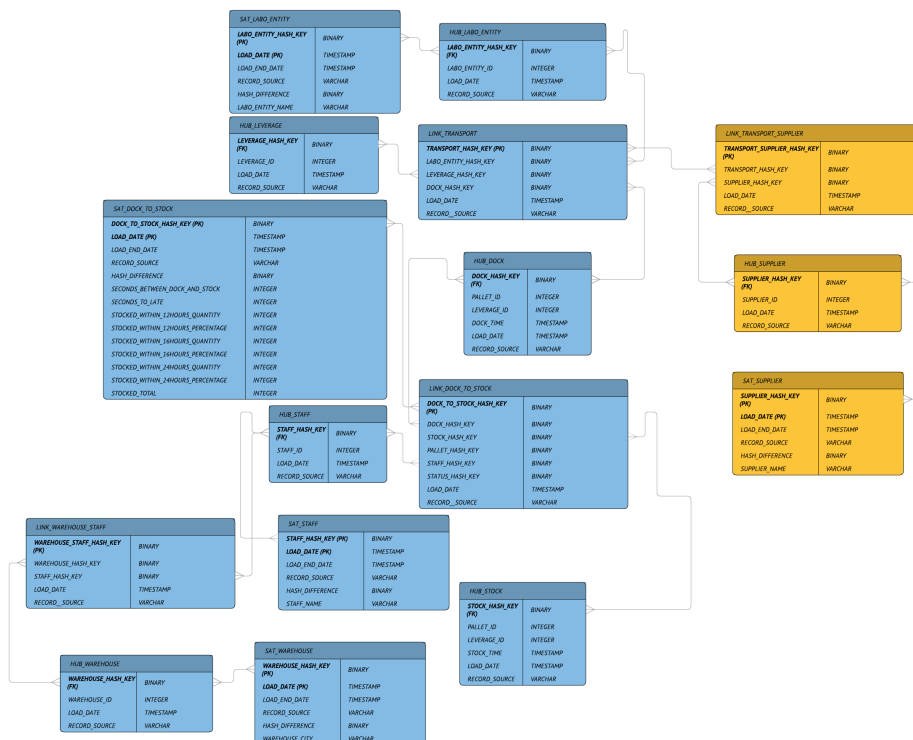 SAT_LABO_ENTITY
LABO_ENTITY_HASH_KEY (PK) BINARY
LOAD_DATE (PK) TIMESTAMP
LOAD_END_DATE TIMESTAMP
RECORD_SOURCE VARCHAR
HASH_DIFFERENCE BINARY
LABO_ENTITY_NAME VARCHAR
HUB_LABO_ENTITY
LABO_ENTITY_HASH_KEY (FK) BINARY
LABO_ENTITY_ID INTEGER
LOAD_DATE TIMESTAMP
RECORD_SOURCE VARCHAR
HUB_LEVERAGE
LEVERAGE_HASH_KEY (FK) BINARY
LEVERAGE_ID INTEGER
LOAD_DATE TIMESTAMP
RECORD_SOURCE VARCHAR
LINK_TRANSPORT
TRANSPORT_HASH_KEY (PK) BINARY
LABO_ENTITY_HASH_KEY BINARY
LEVERAGE_HASH_KEY BINARY
DOCK_HASH_KEY BINARY
LOAD_DATE TIMESTAMP
RECORD__SOURCE VARCHAR
LINK_TRANSPORT_SUPPLIER
TRANSPORT_SUPPLIER_HASH_KEY (PK) BINARY
TRANSPORT_HASH_KEY BINARY
SUPPLIER_HASH_KEY BINARY
LOAD_DATE TIMESTAMP
RECORD__SOURCE VARCHAR
SAT_DOCK_TO_STOCK
DOCK_TO_STOCK_HASH_KEY (PK) BINARY
LOAD_DATE (PK) TIMESTAMP
LOAD_END_DATE TIMESTAMP
RECORD_SOURCE VARCHAR
HASH_DIFFERENCE BINARY
SECONDS_BETWEEN_DOCK_AND_STOCK INTEGER
SECONDS_TO_LATE INTEGER
STOCKED_WITHIN_12HOURS_QUANTITY INTEGER
STOCKED_WITHIN_12HOURS_PERCENTAGE INTEGER
STOCKED_WITHIN_16HOURS_QUANTITY INTEGER
STOCKED_WITHIN_16HOURS_PERCENTAGE INTEGER
STOCKED_WITHIN_24HOURS_QUANTITY INTEGER
STOCKED_WITHIN_24HOURS_PERCENTAGE INTEGER
STOCKED_TOTAL INTEGER
HUB_DOCK
DOCK_HASH_KEY (FK) BINARY
PALLET_ID INTEGER
LEVERAGE_ID INTEGER
DOCK_TIME TIMESTAMP
LOAD_DATE TIMESTAMP
RECORD_SOURCE VARCHAR
HUB_SUPPLIER
SUPPLIER_HASH_KEY (FK) BINARY
SUPPLIER_ID INTEGER
LOAD_DATE TIMESTAMP
RECORD_SOURCE VARCHAR
SAT_SUPPLIER
SUPPLIER_HASH_KEY (PK) BINARY
LOAD_DATE (PK) TIMESTAMP
LOAD_END_DATE TIMESTAMP
RECORD_SOURCE VARCHAR
HASH_DIFFERENCE BINARY
SUPPLIER_NAME VARCHAR
LINK_DOCK_TO_STOCK
DOCK_TO_STOCK_HASH_KEY (PK) BINARY
DOCK_HASH_KEY BINARY
STOCK_HASH_KEY BINARY
PALLET_HASH_KEY BINARY
STAFF_HASH_KEY BINARY
STATUS_HASH_KEY BINARY
LOAD_DATE TIMESTAMP
RECORD__SOURCE VARCHAR
HUB_STAFF
STAFF_HASH_KEY (FK) BINARY
STAFF_ID INTEGER
LOAD_DATE TIMESTAMP
RECORD_SOURCE VARCHAR
LINK_WAREHOUSE_STAFF
WAREHOUSE_STAFF_HASH_KEY (PK) BINARY
WAREHOUSE_HASH_KEY BINARY
STAFF_HASH_KEY BINARY
LOAD_DATE TIMESTAMP
RECORD__SOURCE VARCHAR
SAT_STAFF
STAFF_HASH_KEY (PK) BINARY
LOAD_DATE (PK) TIMESTAMP
LOAD_END_DATE TIMESTAMP
RECORD_SOURCE VARCHAR
HASH_DIFFERENCE BINARY
STAFF_NAME VARCHAR
HUB_STOCK
STOCK_HASH_KEY (FK) BINARY
PALLET_ID INTEGER
LEVERAGE_ID INTEGER
STOCK_TIME TIMESTAMP
LOAD_DATE TIMESTAMP
RECORD_SOURCE VARCHAR
HUB_WAREHOUSE
WAREHOUSE_HASH_KEY (FK) BINARY
WAREHOUSE_ID INTEGER
LOAD_DATE TIMESTAMP
RECORD_SOURCE VARCHAR
SAT_WAREHOUSE
WAREHOUSE_HASH_KEY (PK) BINARY
LOAD_DATE (PK) TIMESTAMP
LOAD_END_DATE TIMESTAMP
RECORD_SOURCE VARCHAR
HASH_DIFFERENCE BINARY
WAREHOUSE_CITY VARCHAR